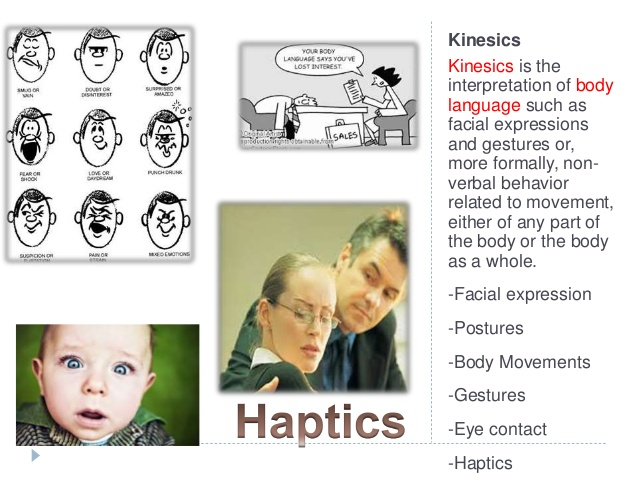 SMUG OR
VAIN
DOUBT OR
DISINTEREST
SURPRISED OR
AMAZED
FEAR OR
SHOCK
LOVE OR
DAYDREAM
PUNCH DRUNK
SUSPICION OR
PAIN OR
MIXED EMOTIONS
YOUR BODY
LANGUAGE SAYS YOU'VE
LOST INTEREST.
SALES
Original Artist
production rights obtainable from
Haptics
Kinesics
Kinesics is the
interpretation of body
language such as
facial expressions
and gestures or,
more formally, non-
verbal behavior
related to movement,
either of any part of
the body or the body
as a whole.
-Facial expression
-Postures
-Body Movements
-Gestures
-Eye contact
-Haptics